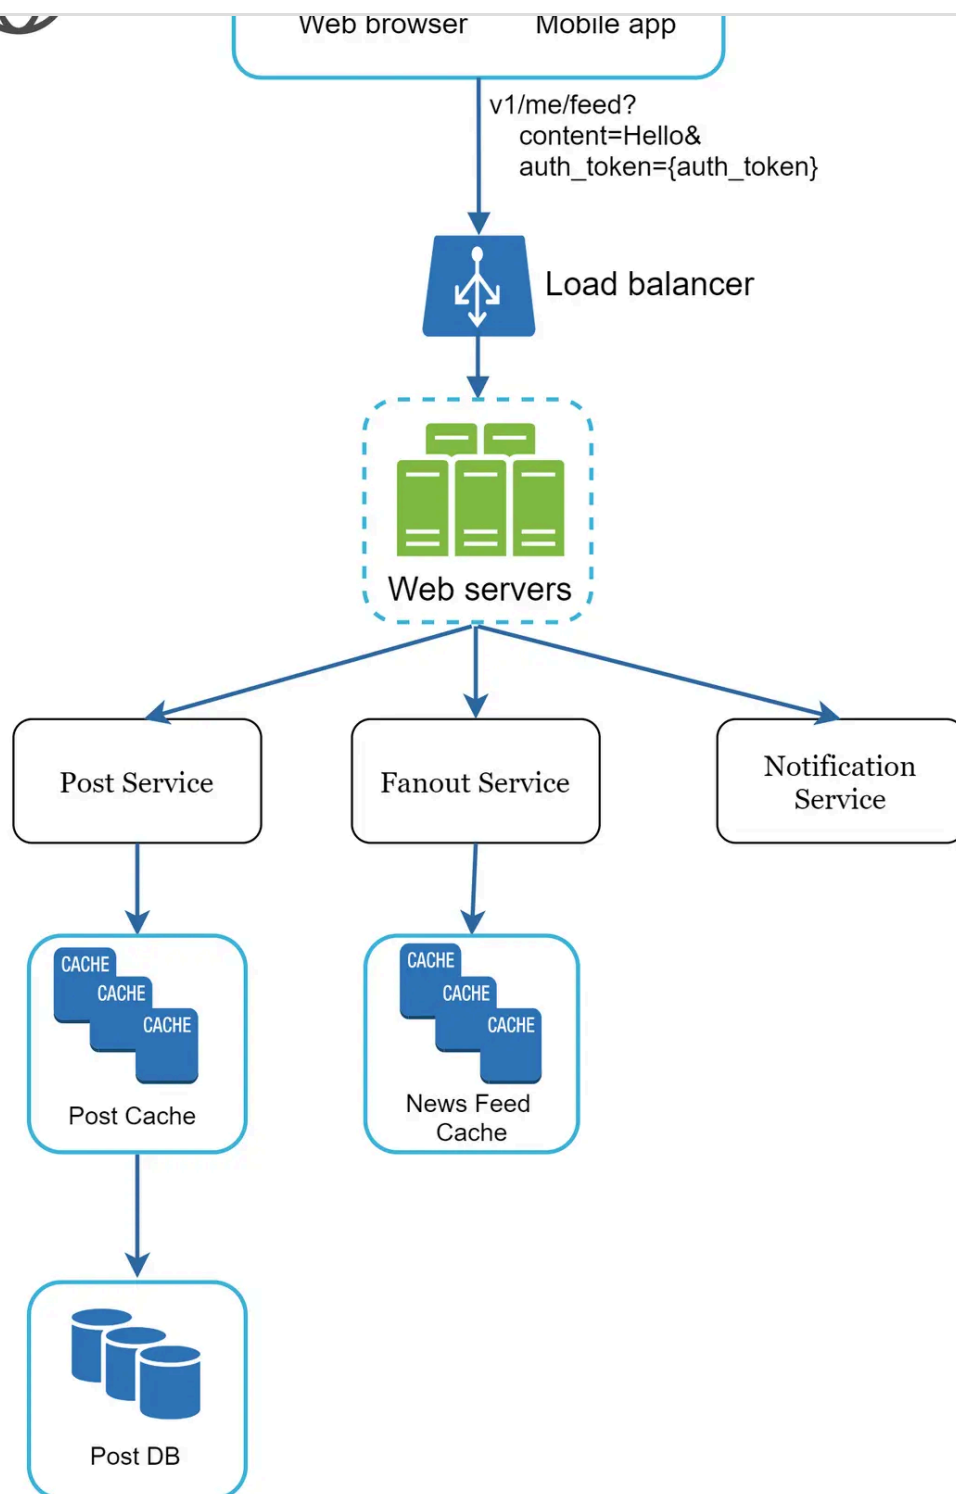 Web browser
Mobile app
v1/me/feed?
content=Hello&
auth_token={auth_token}
Load balancer
Web servers
Post Service
Fanout Service
Notification
Service
CACHE
CACHE
CACHE
Post Cache
CACHE
CACHE
CACHE
News Feed
Cache
Post DB